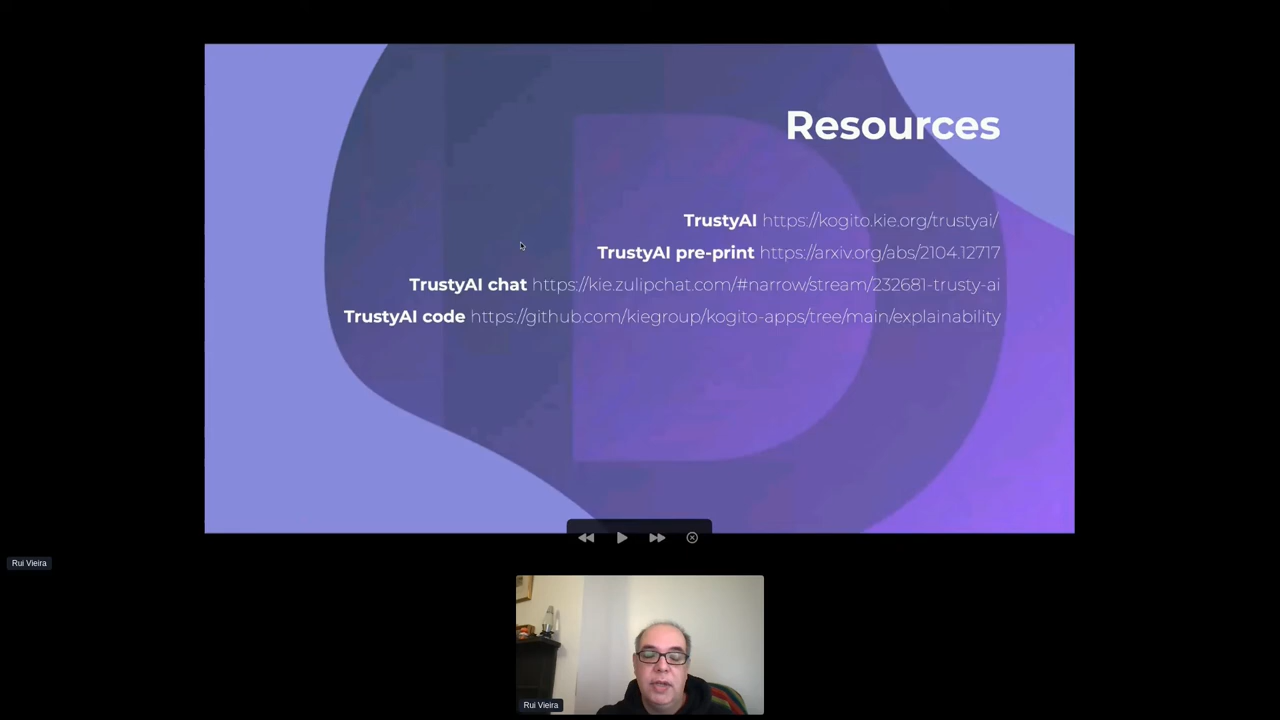 Resources
TrustyAI https://kogito.kie.org/trustyai/
TrustyAI pre-print https://arxiv.org/abs/2104.12717
TrustyAI chat https://kie.zulipchat.com/#narrow/stream/232681-trusty-ai
TrustyAI code https://github.com/kiegroup/kogito-apps/tree/main/explainability
Rui Vieira
Rui Vieira